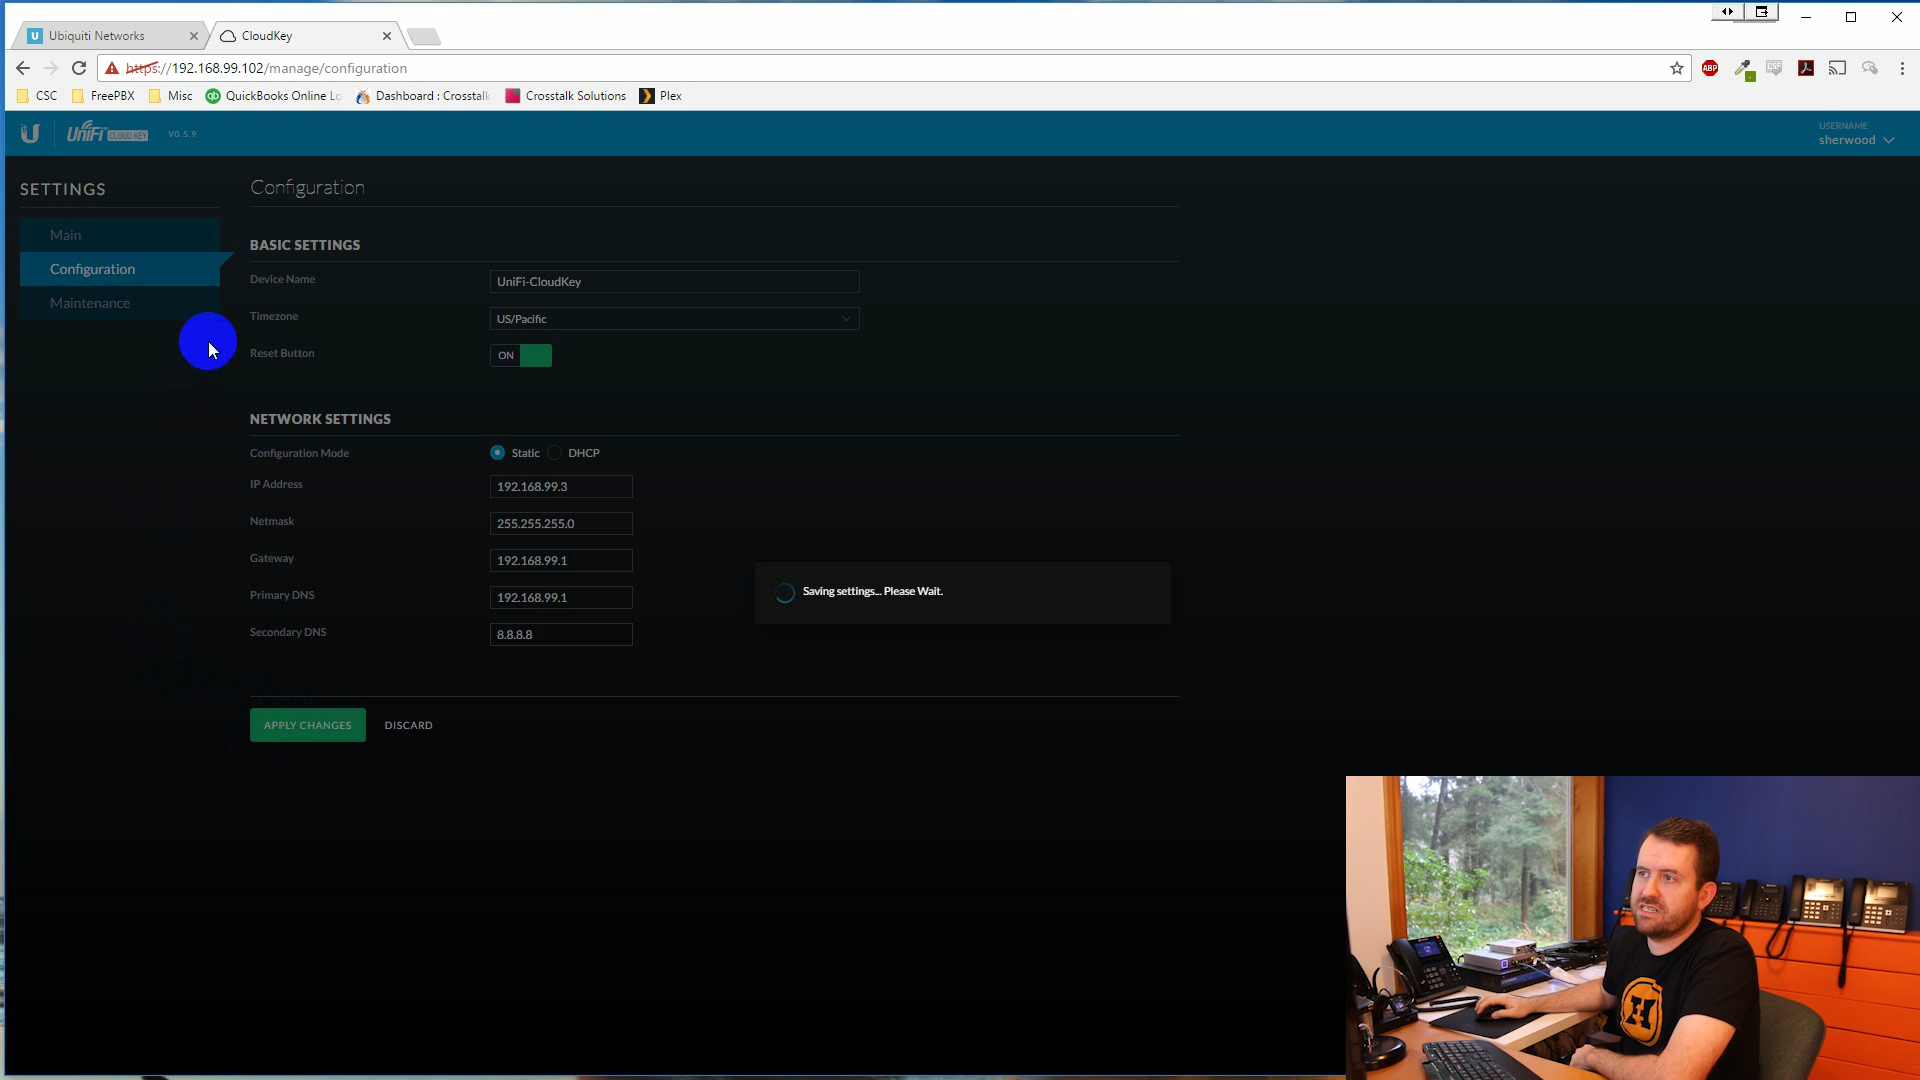 Ubiquiti Networks
CloudKey
https://192.168.99.102/manage/configuration
ABP
CSC
FreePBX
Misc
QuickBooks Online Lo
Dashboard : Crosstalk
Crosstalk Solutions
Plex
UniFi CLOUD KEY
V0.5.9
USERNAME
sherwood
SETTINGS
Main
Configuration
Maintenance
Configuration
BASIC SETTINGS
Device Name
UniFi-CloudKey
Timezone
US/Pacific
Reset Button
ON
NETWORK SETTINGS
Configuration Mode
Static
DHCP
IP Address
192.168.99.3
Netmask
255.255.255.0
Gateway
192.168.99.1
Primary DNS
192.168.99.1
Secondary DNS
8.8.8.8
Saving settings... Please Wait.
APPLY CHANGES
DISCARD